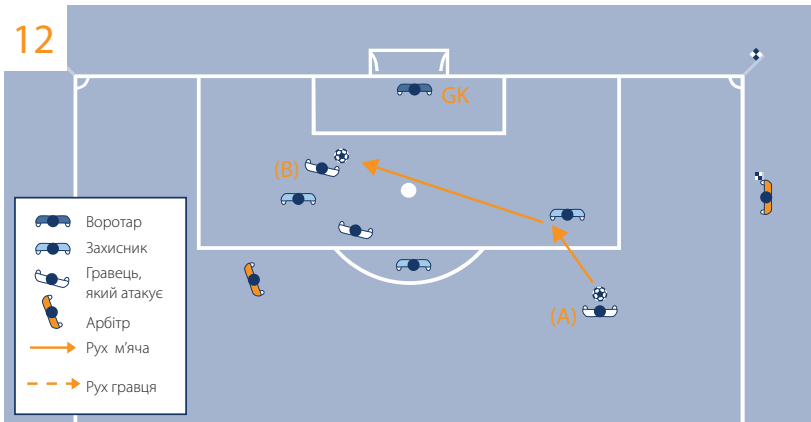 12
GK
(B)
(A)
Воротар
Захисник
Гравець,
який атакує
Арбітр
Рух м’яча
Рух гравця